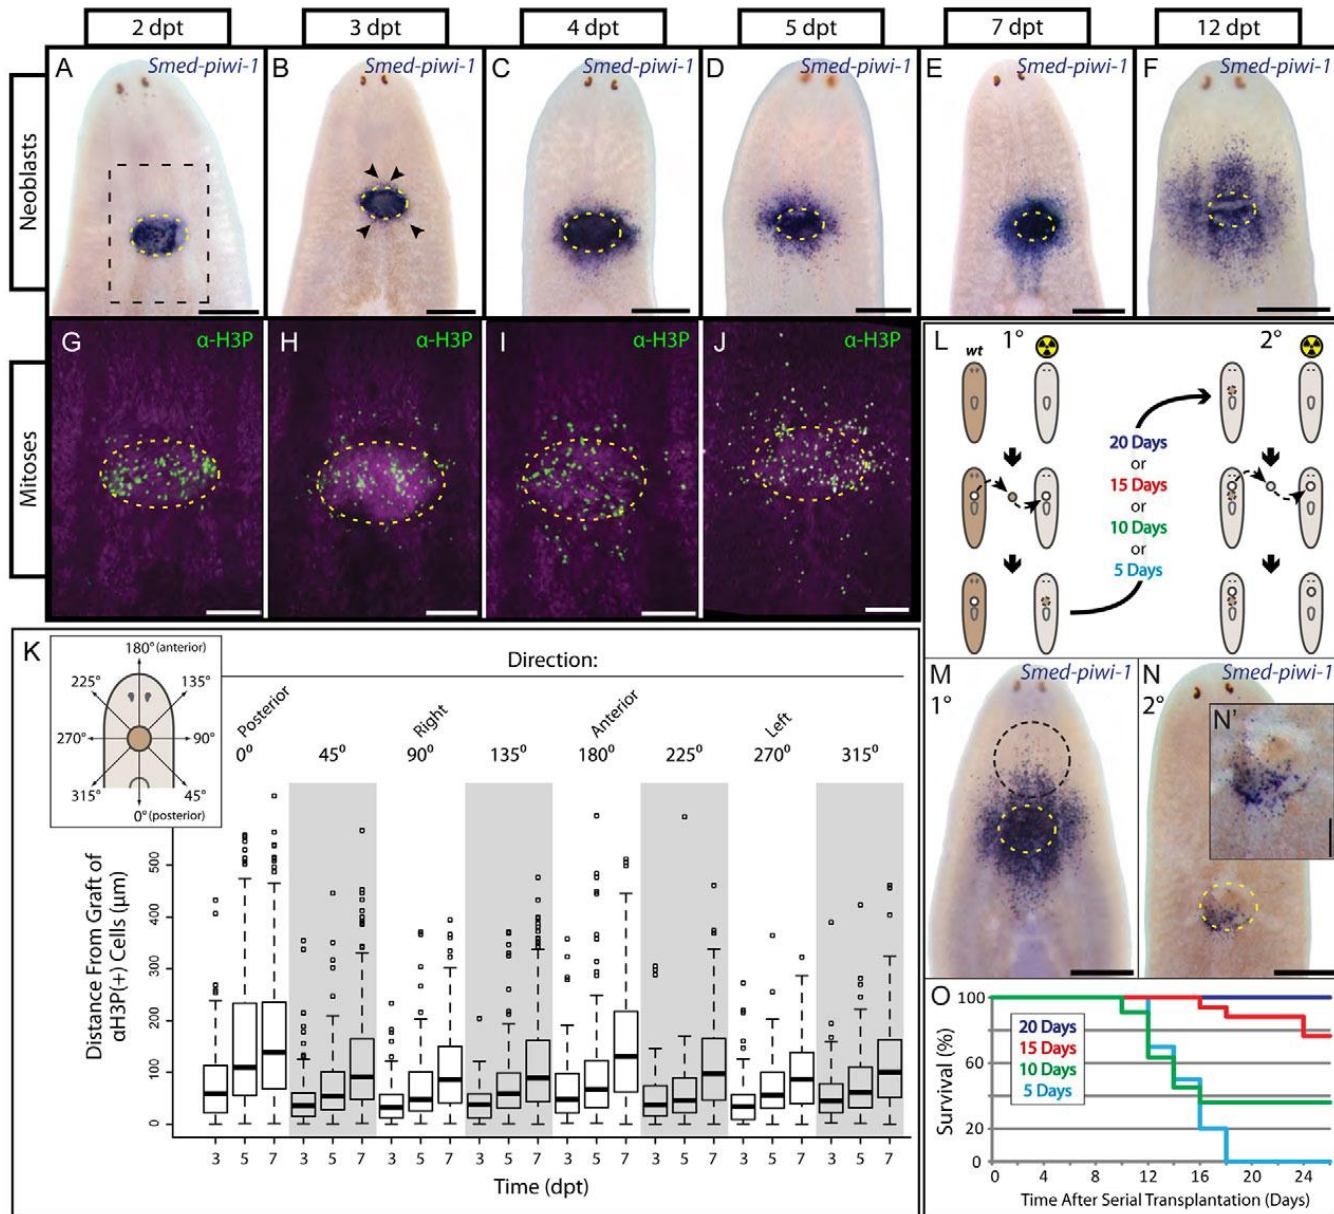 2 dpt
3 dpt
4 dpt
5 dpt
7 dpt
12 dpt
Neoblasts
A Smed-piwi-1
B Smed-piwi-1
C Smed-piwi-1
D Smed-piwi-1
E Smed-piwi-1
F Smed-piwi-1
Mitoses
G α-H3P
H α-H3P
I α-H3P
J α-H3P
L wt 1° 2°
20 Days
or
15 Days
or
10 Days
or
5 Days
K
180° (anterior)
225° 135°
270° 90°
315° 45°
0° (posterior)
Direction:
Posterior Right Anterior Left
0° 45° 90° 135° 180° 225° 270° 315°
Distance From Graft of
αH3P(+) Cells (µm)
500
400
300
200
100
0
3 5 7 3 5 7 3 5 7 3 5 7 3 5 7 3 5 7 3 5 7 3 5 7
Time (dpt)
M Smed-piwi-1
1°
N Smed-piwi-1
2°
N'
O
Survival (%)
100
60
20
0
20 Days
15 Days
10 Days
5 Days
0 4 8 12 16 20 24
Time After Serial Transplantation (Days)